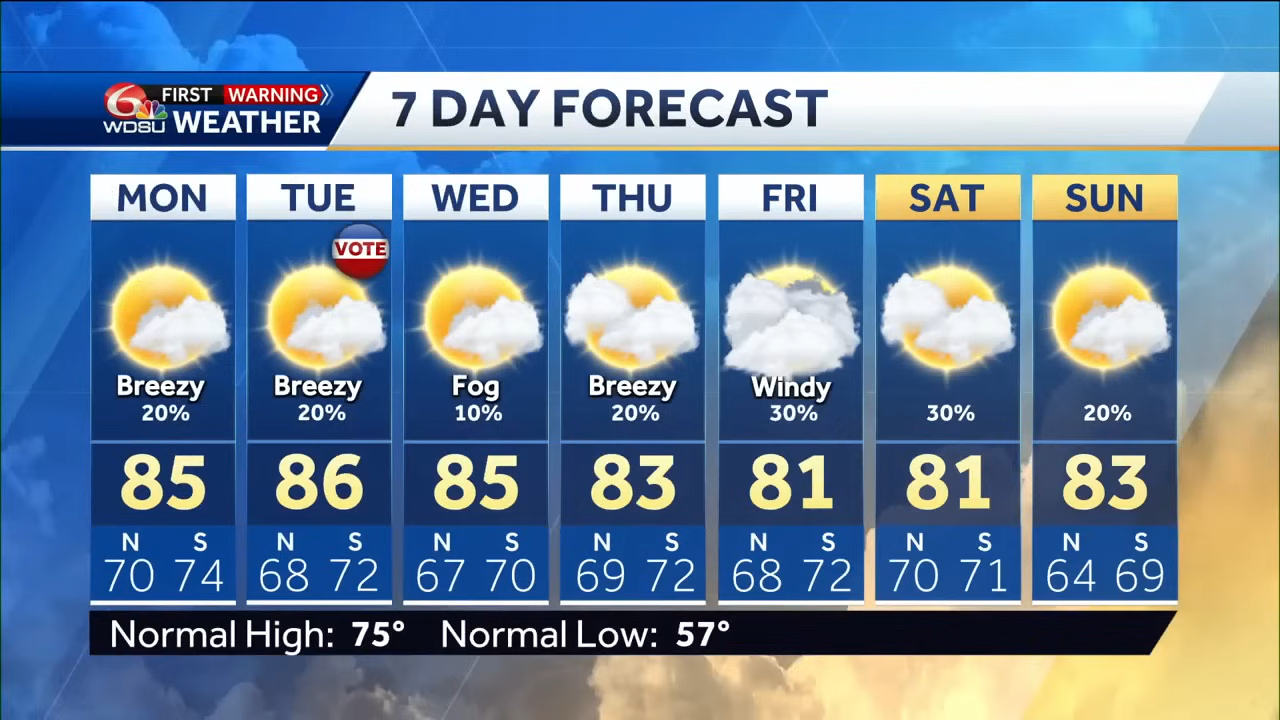 6 FIRST WARNING
WDSU WEATHER
7 DAY FORECAST
MON TUE WED THU FRI SAT SUN
VOTE
Breezy Breezy Fog Breezy Windy
20% 20% 10% 20% 30% 30% 20%
85 86 85 83 81 81 83
N S N S N S N S N S N S N S
70 74 68 72 67 70 69 72 68 72 70 71 64 69
Normal High: 75° Normal Low: 57°